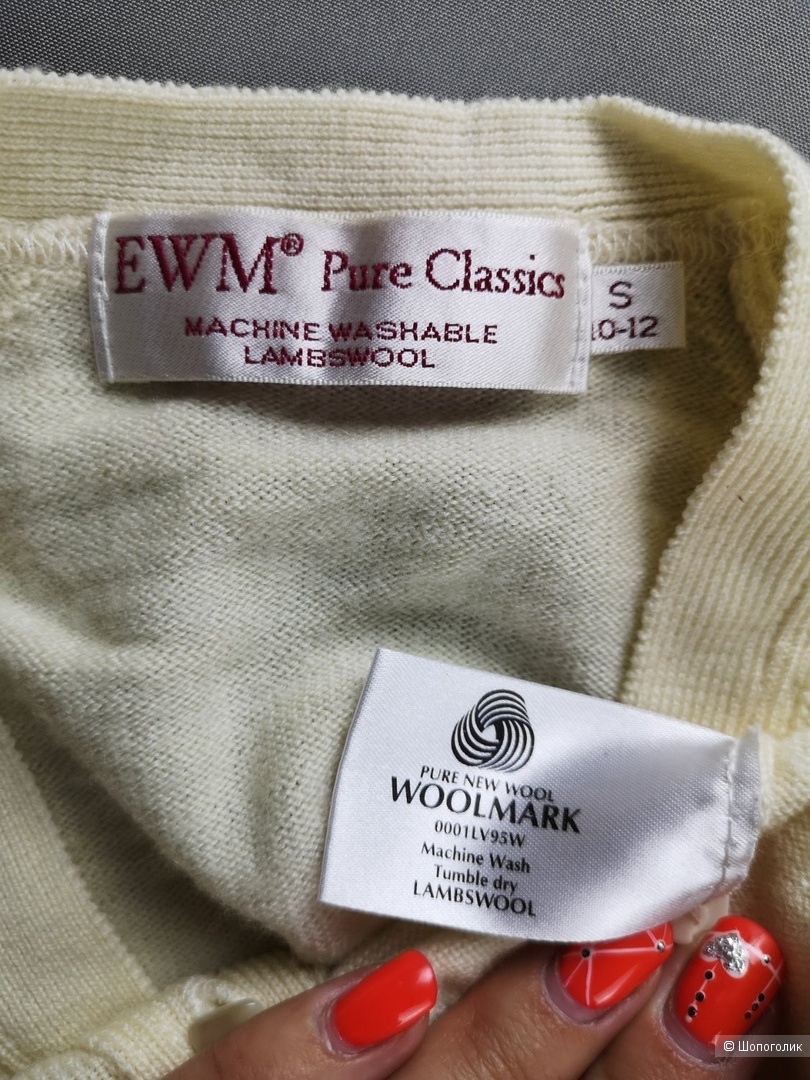 EWM® Pure Classics
MACHINE WASHABLE
LAMBSWOOL
S
10-12
PURE NEW WOOL
WOOLMARK
0001LV95W
Machine Wash
Tumble dry
LAMBSWOOL
© Шопоголик